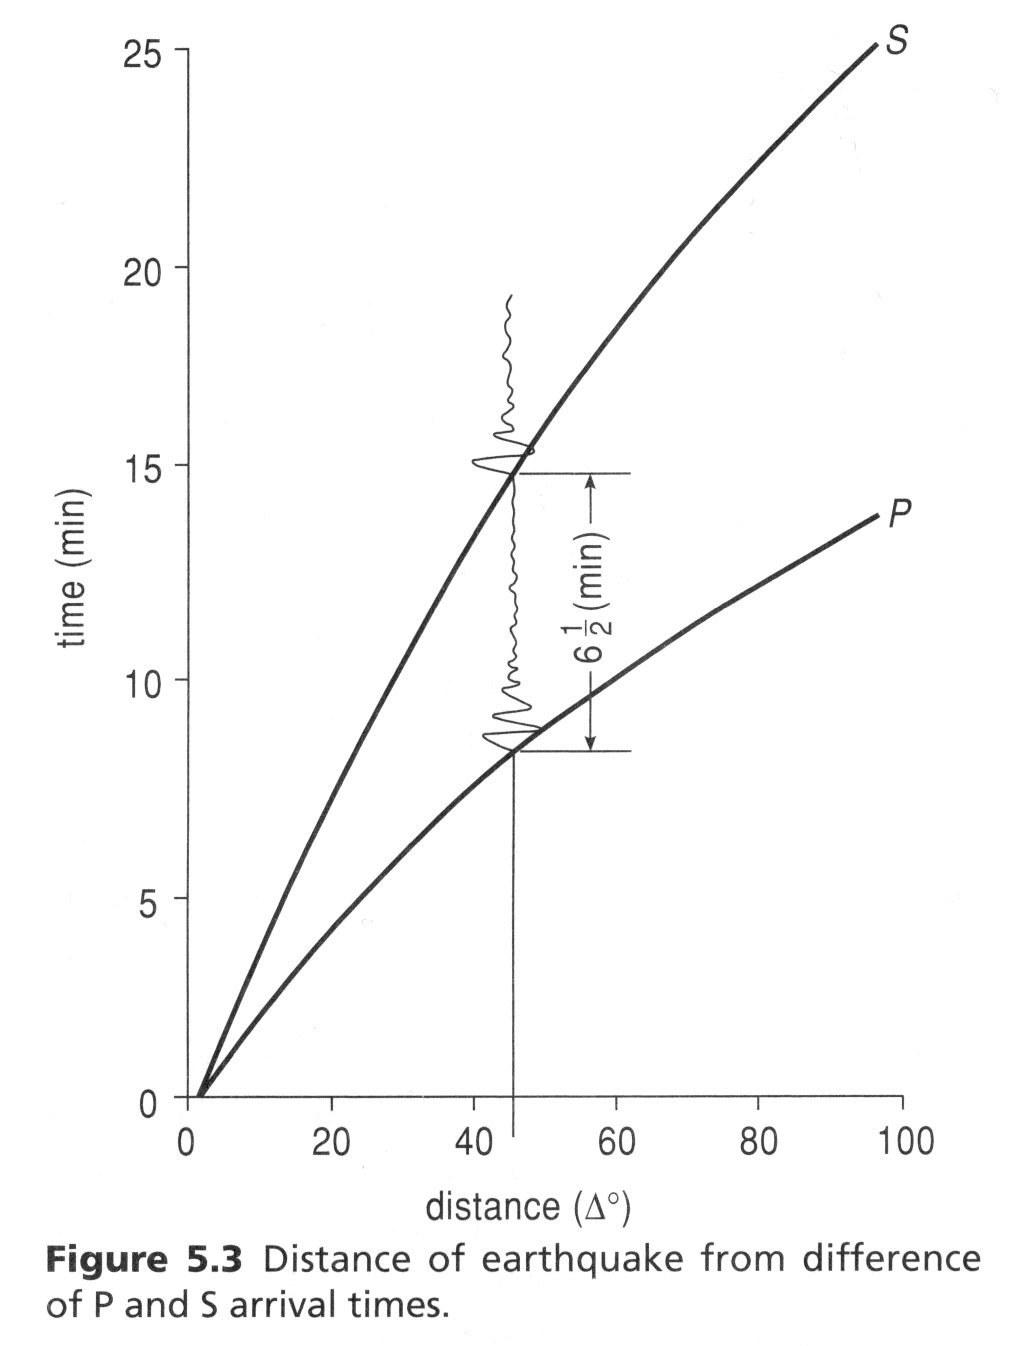 25
S
20
15
time (min)
P
6 1/2 (min)
10
5
0
0 20 40 60 80 100
distance (Δ°)
Figure 5.3 Distance of earthquake from difference
of P and S arrival times.